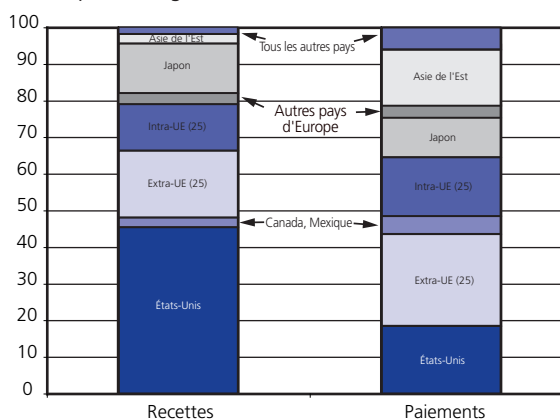 100
90
80
70
60
50
40
30
20
10
0
Asie de l'Est
Japon
Intra-UE (25)
Extra-UE (25)
États-Unis
Tous les autres pays
Autres pays
d'Europe
Canada, Mexique
Asie de l'Est
Japon
Intra-UE (25)
Extra-UE (25)
États-Unis
Recettes
Paiements